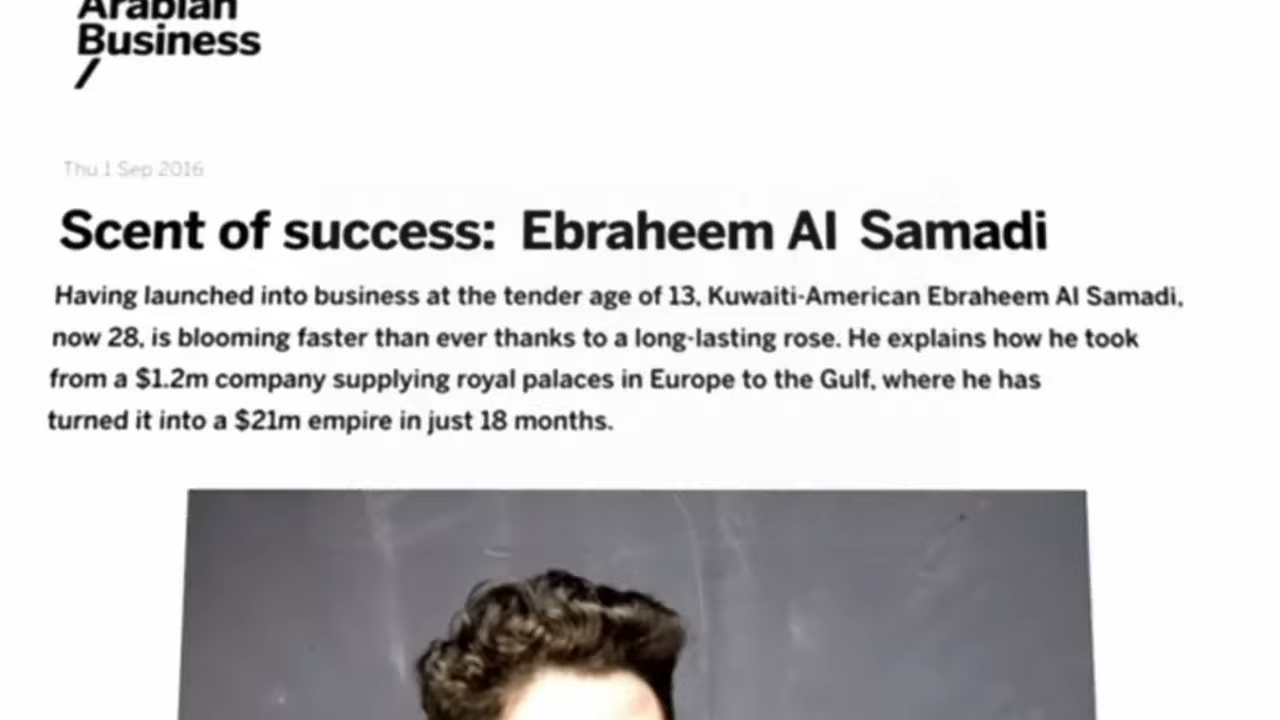 Arabian
Business
/
Thu 1 Sep 2016
Scent of success: Ebraheem Al Samadi
Having launched into business at the tender age of 13, Kuwaiti-American Ebraheem Al Samadi,
now 28, is blooming faster than ever thanks to a long-lasting rose. He explains how he took
from a $1.2m company supplying royal palaces in Europe to the Gulf, where he has
turned it into a $21m empire in just 18 months.